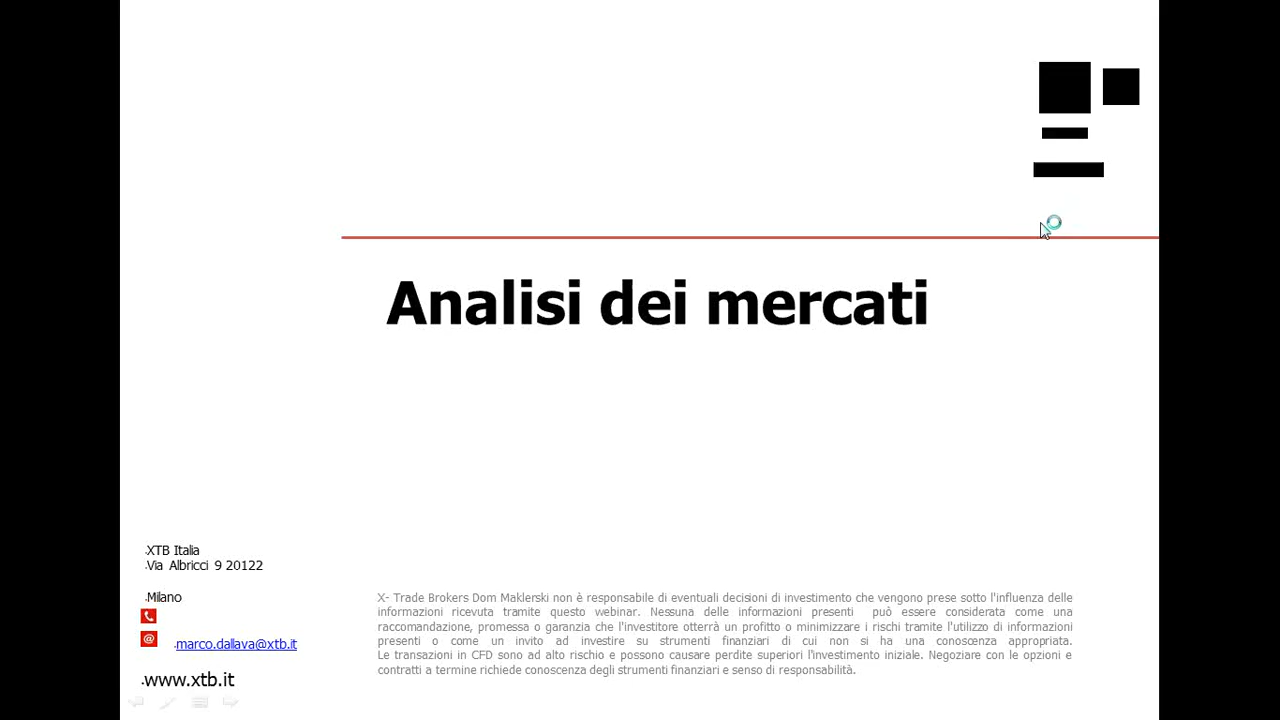 Analisi dei mercati
XTB Italia
Via Albricci 9 20122
Milano
marco.dallava@xtb.it
www.xtb.it
X- Trade Brokers Dom Maklerski non è responsabile di eventuali decisioni di investimento che vengono prese sotto l'influenza delle
informazioni ricevuta tramite questo webinar. Nessuna delle informazioni presenti può essere considerata come una
raccomandazione, promessa o garanzia che l'investitore otterrà un profitto o minimizzare i rischi tramite l'utilizzo di informazioni
presenti o come un invito ad investire su strumenti finanziari di cui non si ha una conoscenza appropriata.
Le transazioni in CFD sono ad alto rischio e possono causare perdite superiori l'investimento iniziale. Negoziare con le opzioni e
contratti a termine richiede conoscenza degli strumenti finanziari e senso di responsabilità.